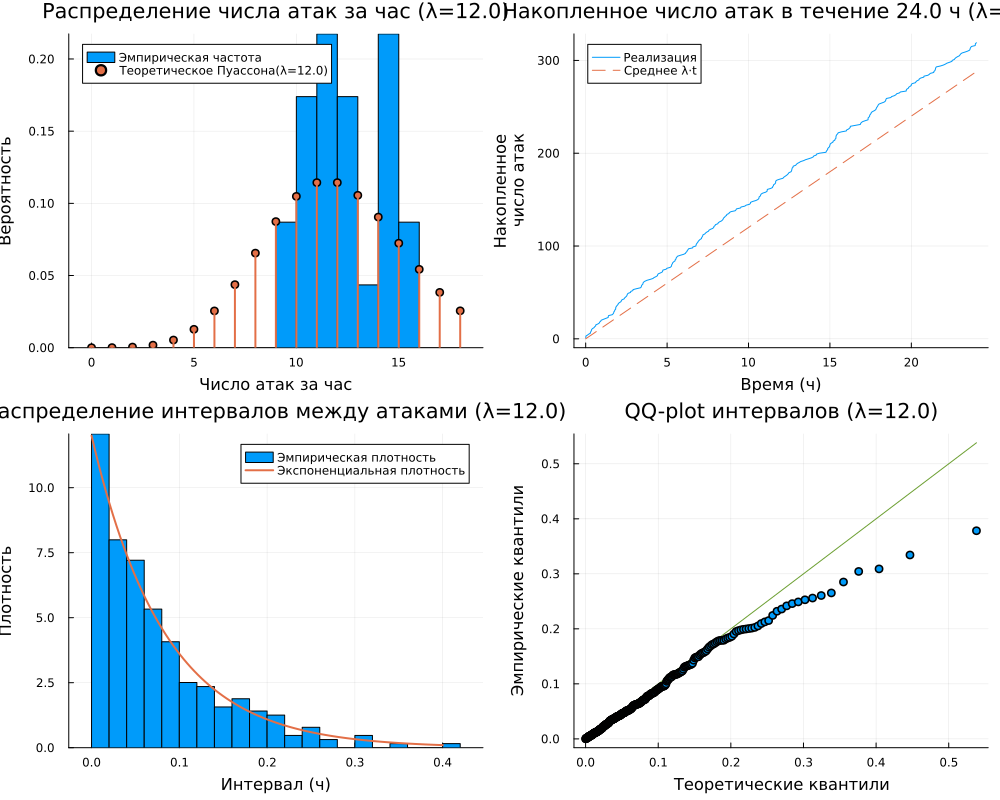 Распределение числа атак за час (λ=12.0)
Эмпирическая частота
Теоретическое Пуассона(λ=12.0)
Вероятность
0.20
0.15
0.10
0.05
0.00
0 5 10 15
Число атак за час
Накопленное число атак в течение 24.0 ч (λ=
Реализация
Среднее λ·t
Накопленное
число атак
300
200
100
0
0 5 10 15 20
Время (ч)
аспределение интервалов между атаками (λ=12.0)
Эмпирическая плотность
Экспоненциальная плотность
Плотность
10.0
7.5
5.0
2.5
0.0
0.0 0.1 0.2 0.3 0.4
Интервал (ч)
QQ-plot интервалов (λ=12.0)
Эмпирические квантили
0.5
0.4
0.3
0.2
0.1
0.0
0.0 0.1 0.2 0.3 0.4 0.5
Теоретические квантили